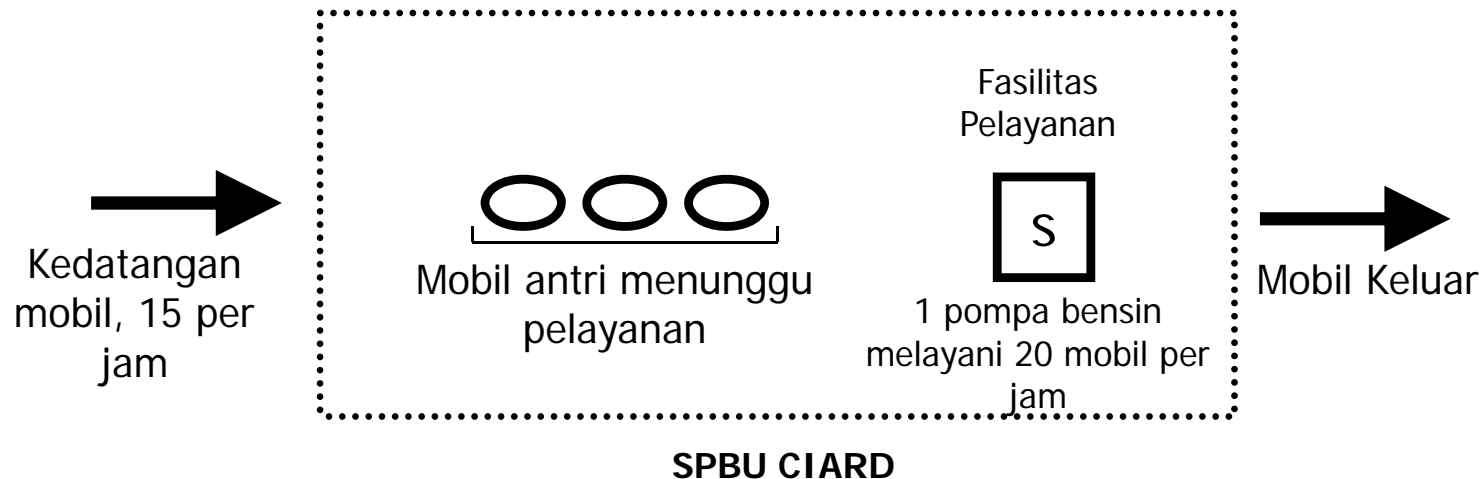 Fasilitas
Pelayanan
S
Kedatangan
mobil, 15 per
jam
Mobil antri menunggu
pelayanan
1 pompa bensin
melayani 20 mobil per
jam
Mobil Keluar
SPBU CIARD